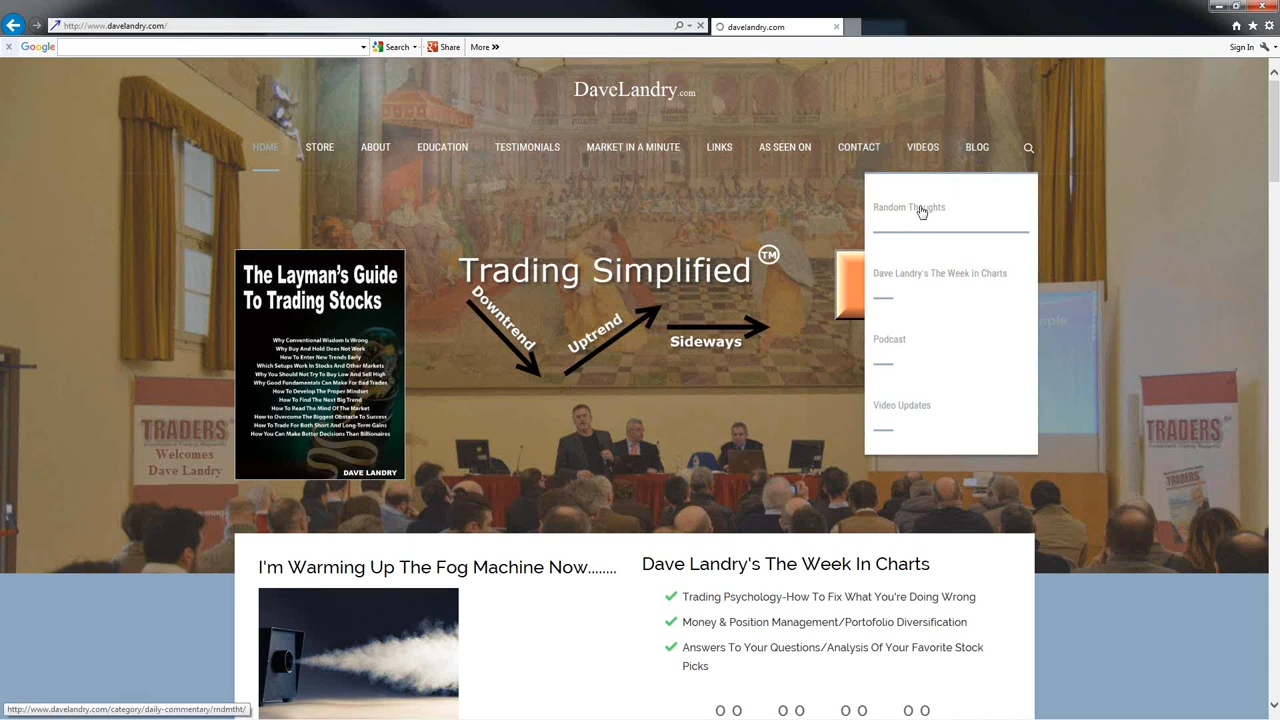 http://www.davelandry.com/
davelandry.com
Google
Search
Share
More »
Sign In
DaveLandry.com
HOME
STORE
ABOUT
EDUCATION
TESTIMONIALS
MARKET IN A MINUTE
LINKS
AS SEEN ON
CONTACT
VIDEOS
BLOG
Random Thoughts
Dave Landry's The Week in Charts
Podcast
Video Updates
The Layman's Guide
To Trading Stocks
Why Conventional Wisdom Is Wrong
Why Buy And Hold Does Not Work
How To Enter New Trends Early
Which Setups Work In Stocks And Other Markets
Why You Should Not Try To Buy Low And Sell High
Why Good Fundamentals Can Make For Bad Trades
How To Develop The Proper Mindset
How To Find The Next Big Trend
How To Read The Mind Of The Market
How to Overcome The Biggest Obstacle To Success
How To Trade For Both Short And Long-Term Gains
How You Can Make Better Decisions Than Billionaires
DAVE LANDRY
Trading Simplified TM
Downtrend
Uptrend
Sideways
TRADERS'
Welcomes
Dave Landry
TRADERS'
I'm Warming Up The Fog Machine Now........
Dave Landry's The Week In Charts
Trading Psychology-How To Fix What You're Doing Wrong
Money & Position Management/Portofolio Diversification
Answers To Your Questions/Analysis Of Your Favorite Stock
Picks
0 0 0 0 0 0 0 0
http://www.davelandry.com/category/daily-commentary/rndmtht/